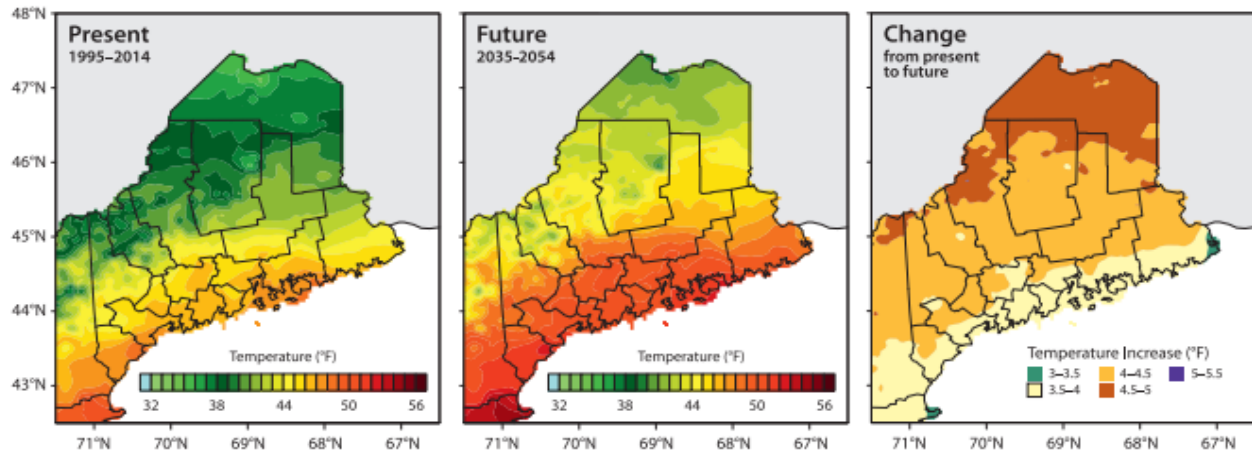 48°N
47°N
46°N
45°N
44°N
43°N
Present
1995–2014
Temperature (°F)
32 38 44 50 56
71°N 70°N 69°N 68°N 67°N
Future
2035–2054
Temperature (°F)
32 38 44 50 56
71°N 70°N 69°N 68°N 67°N
Change
from present
to future
Temperature Increase (°F)
3–3.5 4–4.5 5–5.5
3.5–4 4.5–5
71°N 70°N 69°N 68°N 67°N